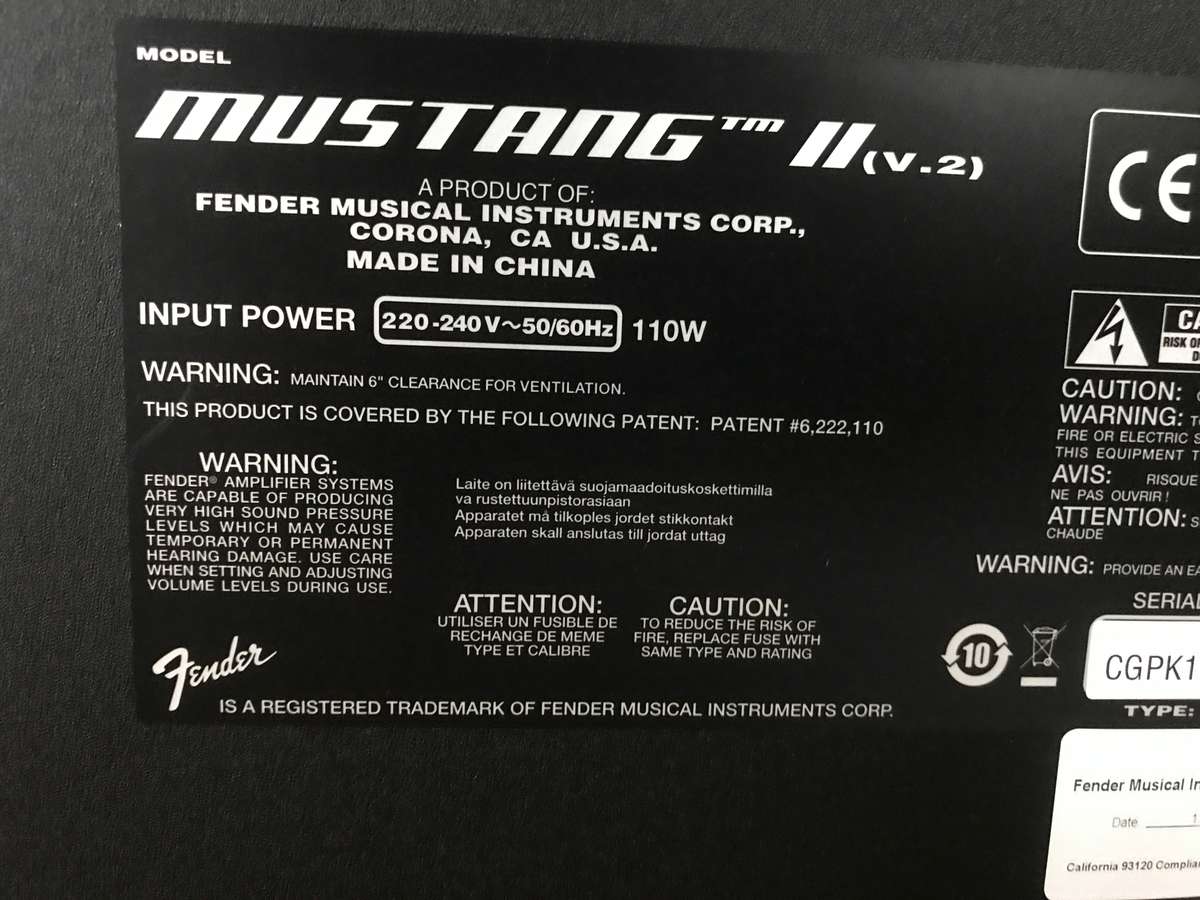 MODEL
MUSTANG™ II (V.2)
A PRODUCT OF:
FENDER MUSICAL INSTRUMENTS CORP.,
CORONA, CA U.S.A.
MADE IN CHINA
INPUT POWER 220-240V~50/60Hz 110W
WARNING: MAINTAIN 6" CLEARANCE FOR VENTILATION.
THIS PRODUCT IS COVERED BY THE FOLLOWING PATENT: PATENT #6,222,110
WARNING:
FENDER® AMPLIFIER SYSTEMS
ARE CAPABLE OF PRODUCING
VERY HIGH SOUND PRESSURE
LEVELS WHICH MAY CAUSE
TEMPORARY OR PERMANENT
HEARING DAMAGE. USE CARE
WHEN SETTING AND ADJUSTING
VOLUME LEVELS DURING USE.
Laite on liitettävä suojamaadoituskoskettimilla
va rustettuunpistorasiaan
Apparatet må tilkoples jordet stikkontakt
Apparaten skall anslutas till jordat uttag
ATTENTION:
UTILISER UN FUSIBLE DE
RECHANGE DE MEME
TYPE ET CALIBRE
CAUTION:
TO REDUCE THE RISK OF
FIRE, REPLACE FUSE WITH
SAME TYPE AND RATING
Fender
IS A REGISTERED TRADEMARK OF FENDER MUSICAL INSTRUMENTS CORP.
CE
RISK
CAUTION:
WARNING:
FIRE OR ELECTRIC
THIS EQUIPMENT
AVIS: RISQUE
NE PAS OUVRIR !
ATTENTION:
CHAUDE
WARNING: PROVIDE AN
10
CGPK1
TYPE:
Fender Musical
Date
California 93120